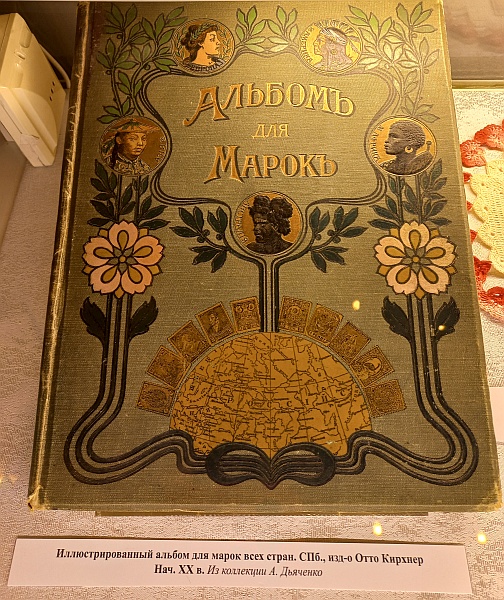 Альбомъ
для
Марокъ
Иллюстрированный альбом для марок всех стран. СПб., изд-о Отто Кирхнер
Нач. XX в. Из коллекции А. Дьяченко